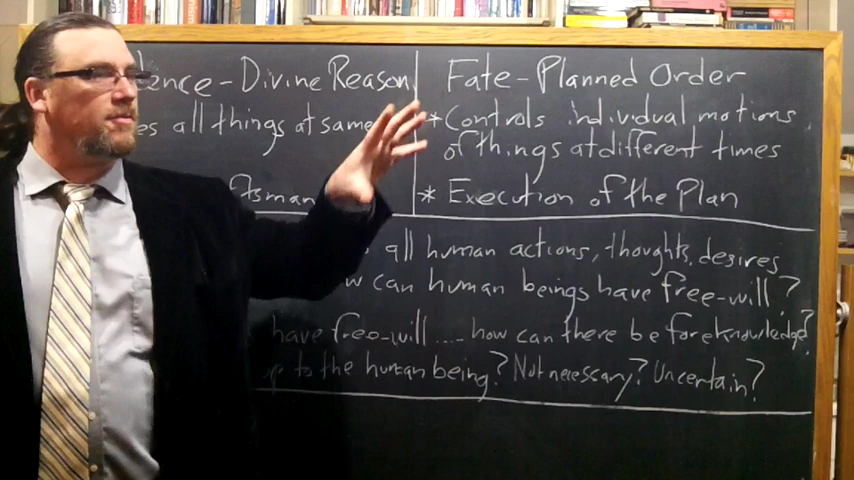 ence - Divine Reason
es all things at same
ftsman
Fate - Planned Order
* Controls individual motions
of things at different times
* Execution of the Plan
all human actions, thoughts, desires
w can human beings have free-will?
have free-will .... how can there be foreknowledge?
up to the human being? Not necessary? Uncertain?